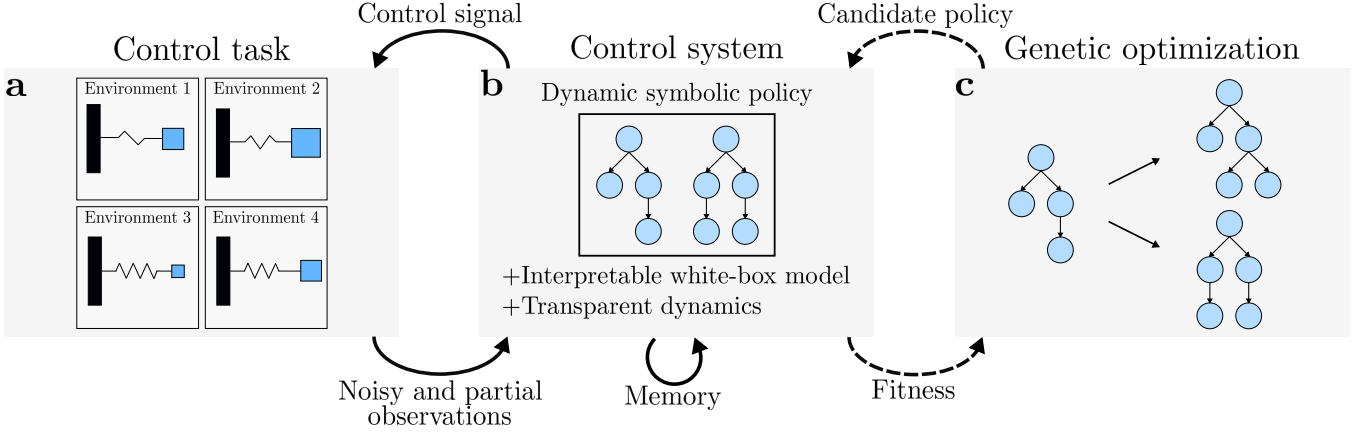 Control signal
Candidate policy
Control task
Control system
Genetic optimization
a
Environment 1
Environment 2
Environment 3
Environment 4
b
Dynamic symbolic policy
+Interpretable white-box model
+Transparent dynamics
c
Noisy and partial
observations
Memory
Fitness